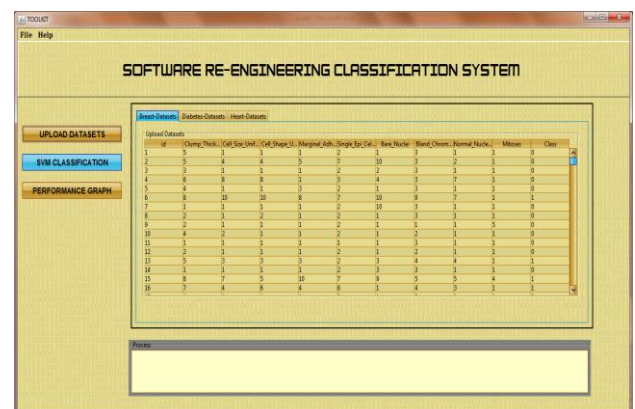 TOOLKIT
File Help
SOFTWARE RE-ENGINEERING CLASSIFICATION SYSTEM
UPLOAD DATASETS
SVM CLASSIFICATION
PERFORMANCE GRAPH
Breast-Datasets Diabetes-Datasets Heart-Datasets
Upload Datasets
id Clump_Thick... Cell_Size_Unif... Cell_Shape_U... Marginal_Adh... Single_Epi_Cel... Bare_Nuclei Bland_Chrom... Normal_Nucle... Mitoses Class
1 5 1 1 1 2 1 3 1 1 0
2 5 4 4 5 7 10 3 2 1 0
3 3 1 1 1 2 2 3 1 1 0
4 6 8 8 1 3 4 3 7 1 0
5 4 1 1 3 2 1 3 1 1 0
6 8 10 10 8 7 10 9 7 1 1
7 1 1 1 1 2 10 3 1 1 0
8 2 1 2 1 2 1 3 1 1 0
9 2 1 1 1 2 1 1 1 5 0
10 4 2 1 1 2 1 2 1 1 0
11 1 1 1 1 1 1 3 1 1 0
12 2 1 1 1 2 1 2 1 1 0
13 5 3 3 3 2 3 4 4 1 1
14 1 1 1 1 2 3 3 1 1 0
15 8 7 5 10 7 9 5 5 4 1
16 7 4 6 4 6 1 4 3 1 1
Process